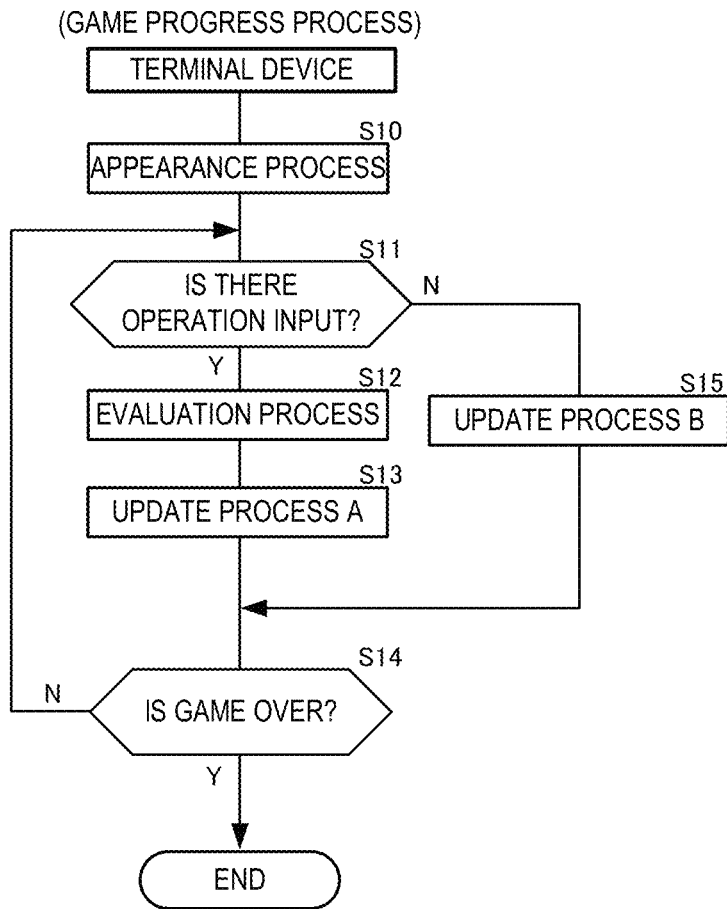 (GAME PROGRESS PROCESS)
TERMINAL DEVICE
S10
APPEARANCE PROCESS
S11
IS THERE
OPERATION INPUT?
N
Y
S12
EVALUATION PROCESS
S15
UPDATE PROCESS B
S13
UPDATE PROCESS A
S14
N
IS GAME OVER?
Y
END